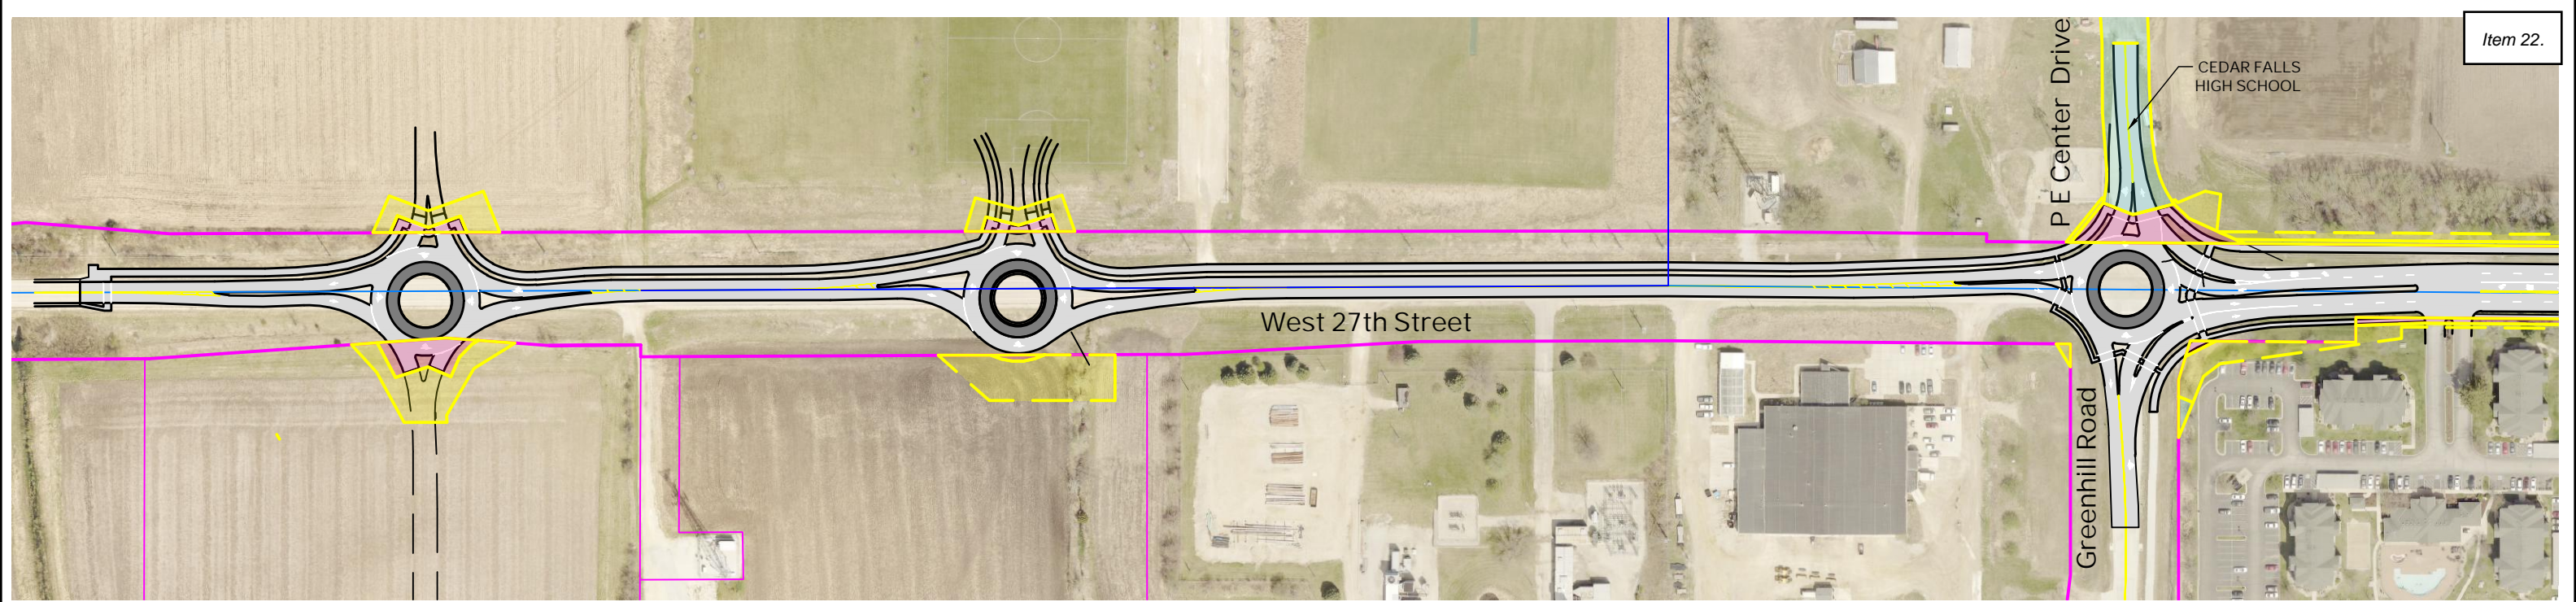 Item 22.
P E Center Drive
CEDAR FALLS
HIGH SCHOOL
West 27th Street
Greenhill Road